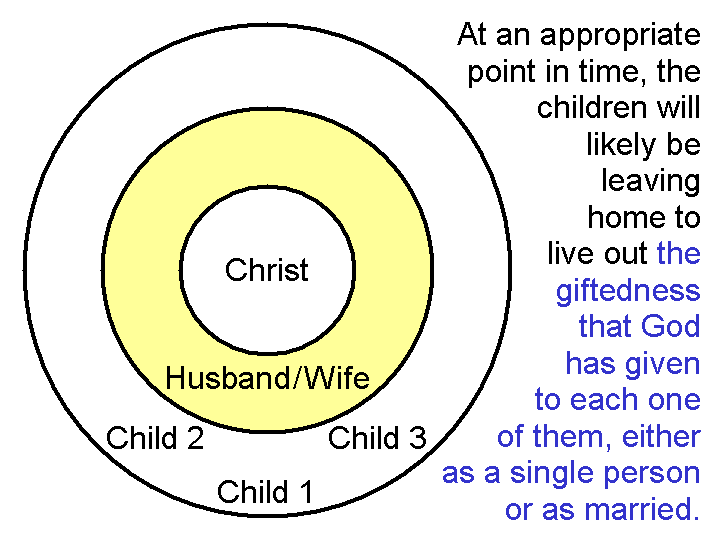 At an appropriate
point in time, the
children will
likely be
leaving
home to
live out the
giftedness
that God
has given
to each one
of them, either
as a single person
or as married.
Christ
Husband/Wife
Child 2
Child 3
Child 1